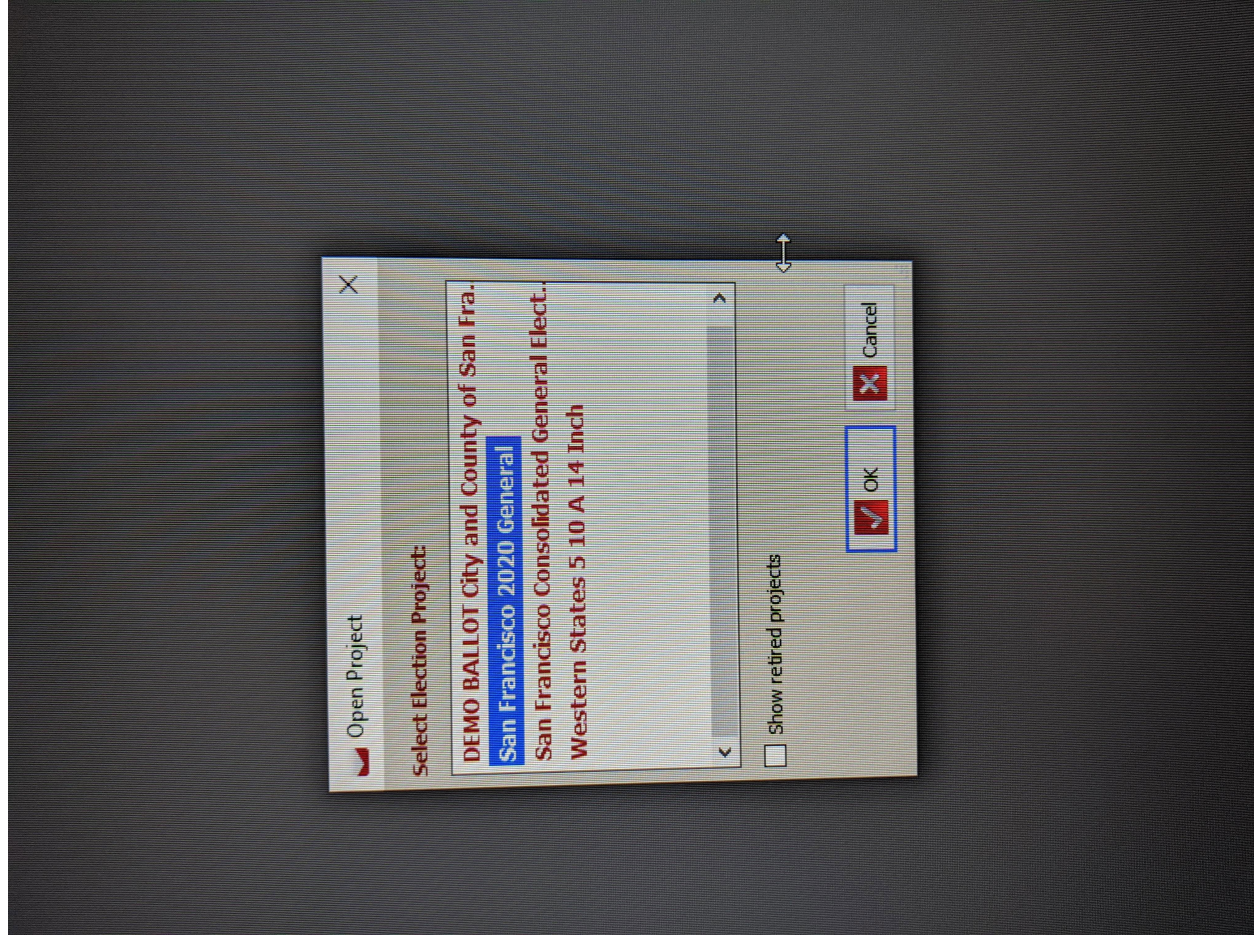 Open Project
Select Election Project:
DEMO BALLOT City and County of San Fra..
San Francisco 2020 General
San Francisco Consolidated General Elect..
Western States 5 10 A 14 Inch
Show retired projects
OK
Cancel